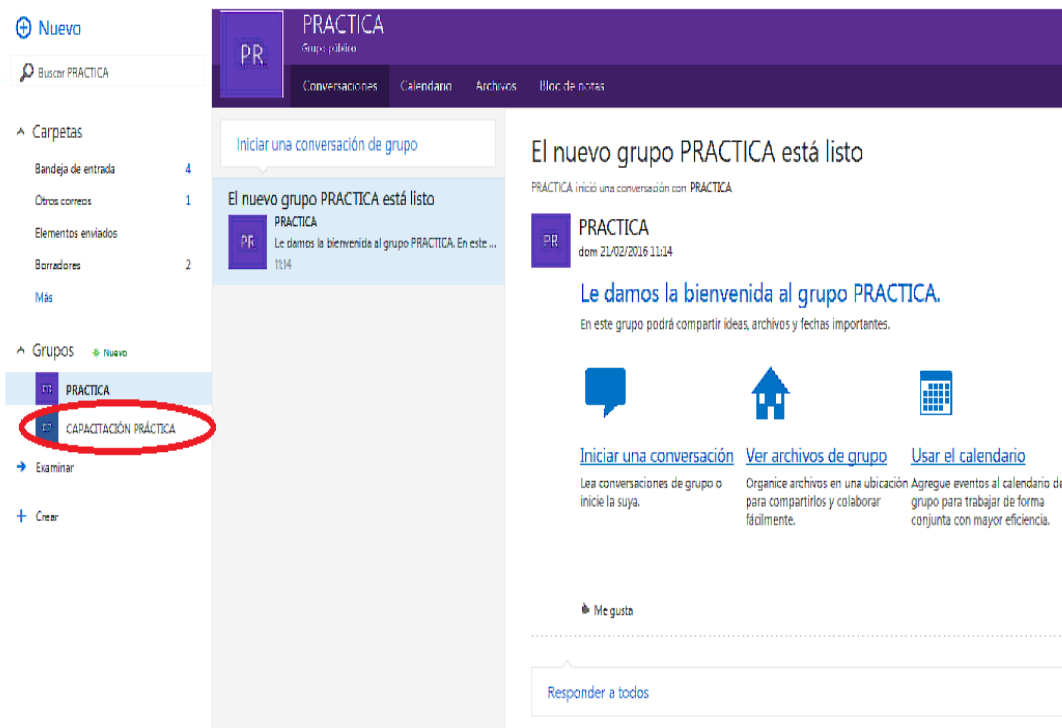 Nuevo
Buscar PRACTICA
Carpetas
Bandeja de entrada 4
Otros correos 1
Elementos enviados
Borradores 2
Más
Grupos Nuevo
PRACTICA
CAPACITACIÓN PRÁCTICA
Examinar
Crear
PR
PRACTICA
Grupo público
Conversaciones Calendario Archivos Bloc de notas
Iniciar una conversación de grupo
El nuevo grupo PRACTICA está listo
PR
PRACTICA
Le damos la bienvenida al grupo PRACTICA. En este ...
11:14
El nuevo grupo PRACTICA está listo
PRACTICA inició una conversación con PRACTICA
PR
PRACTICA
dom 21/02/2016 11:14
Le damos la bienvenida al grupo PRACTICA.
En este grupo podrá compartir ideas, archivos y fechas importantes.
Iniciar una conversación
Lea conversaciones de grupo o
inicie la suya.
Ver archivos de grupo
Organice archivos en una ubicación
para compartirlos y colaborar
fácilmente.
Usar el calendario
Agregue eventos al calendario de
grupo para trabajar de forma
conjunta con mayor eficiencia.
Me gusta
Responder a todos